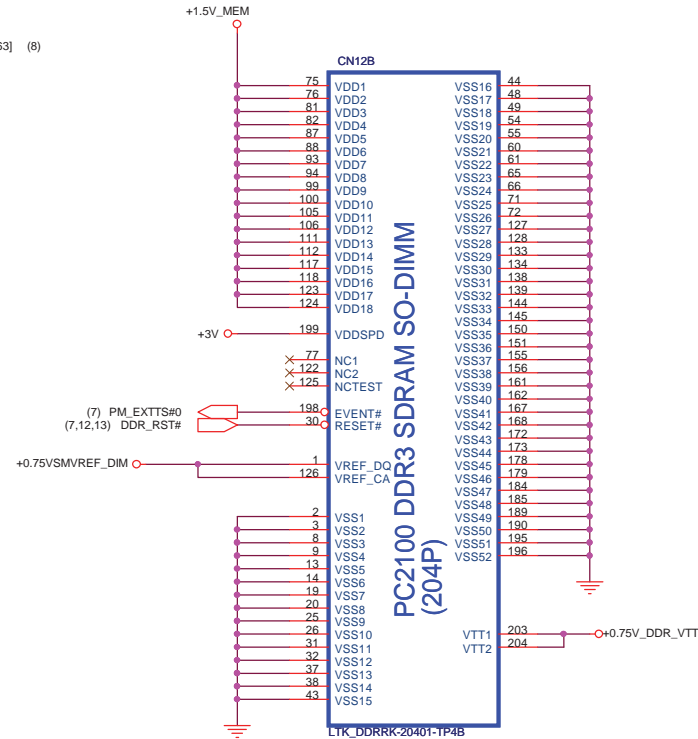 +1.5V_MEM
63] (8)
CN12B
75 VDD1 VSS16 44
76 VDD2 VSS17 48
81 VDD3 VSS18 49
82 VDD4 VSS19 54
87 VDD5 VSS20 55
88 VDD6 VSS21 60
93 VDD7 VSS22 61
94 VDD8 VSS23 65
99 VDD9 VSS24 66
100 VDD10 VSS25 71
105 VDD11 VSS26 72
106 VDD12 VSS27 127
111 VDD13 VSS28 128
112 VDD14 VSS29 133
117 VDD15 VSS30 134
118 VDD16 VSS31 138
123 VDD17 VSS32 139
124 VDD18 VSS33 144
VSS34 145
+3V 199 VDDSPD VSS35 150
VSS36 151
77 NC1 VSS37 155
122 NC2 VSS38 156
125 NCTEST VSS39 161
VSS40 162
(7) PM_EXTTS#0 198 EVENT# VSS41 167
(7,12,13) DDR_RST# 30 RESET# VSS42 168
VSS43 172
VSS44 173
+0.75VSMVREF_DIM 1 VREF_DQ VSS45 178
126 VREF_CA VSS46 179
VSS47 184
VSS48 185
2 VSS1 VSS49 189
3 VSS2 VSS50 190
8 VSS3 VSS51 195
9 VSS4 VSS52 196
13 VSS5
14 VSS6
19 VSS7
20 VSS8
25 VSS9
26 VSS10 VTT1 203 +0.75V_DDR_VTT
31 VSS11 VTT2 204
32 VSS12
37 VSS13
38 VSS14
43 VSS15
PC2100 DDR3 SDRAM SO-DIMM
(204P)
LTK_DDRRK-20401-TP4B